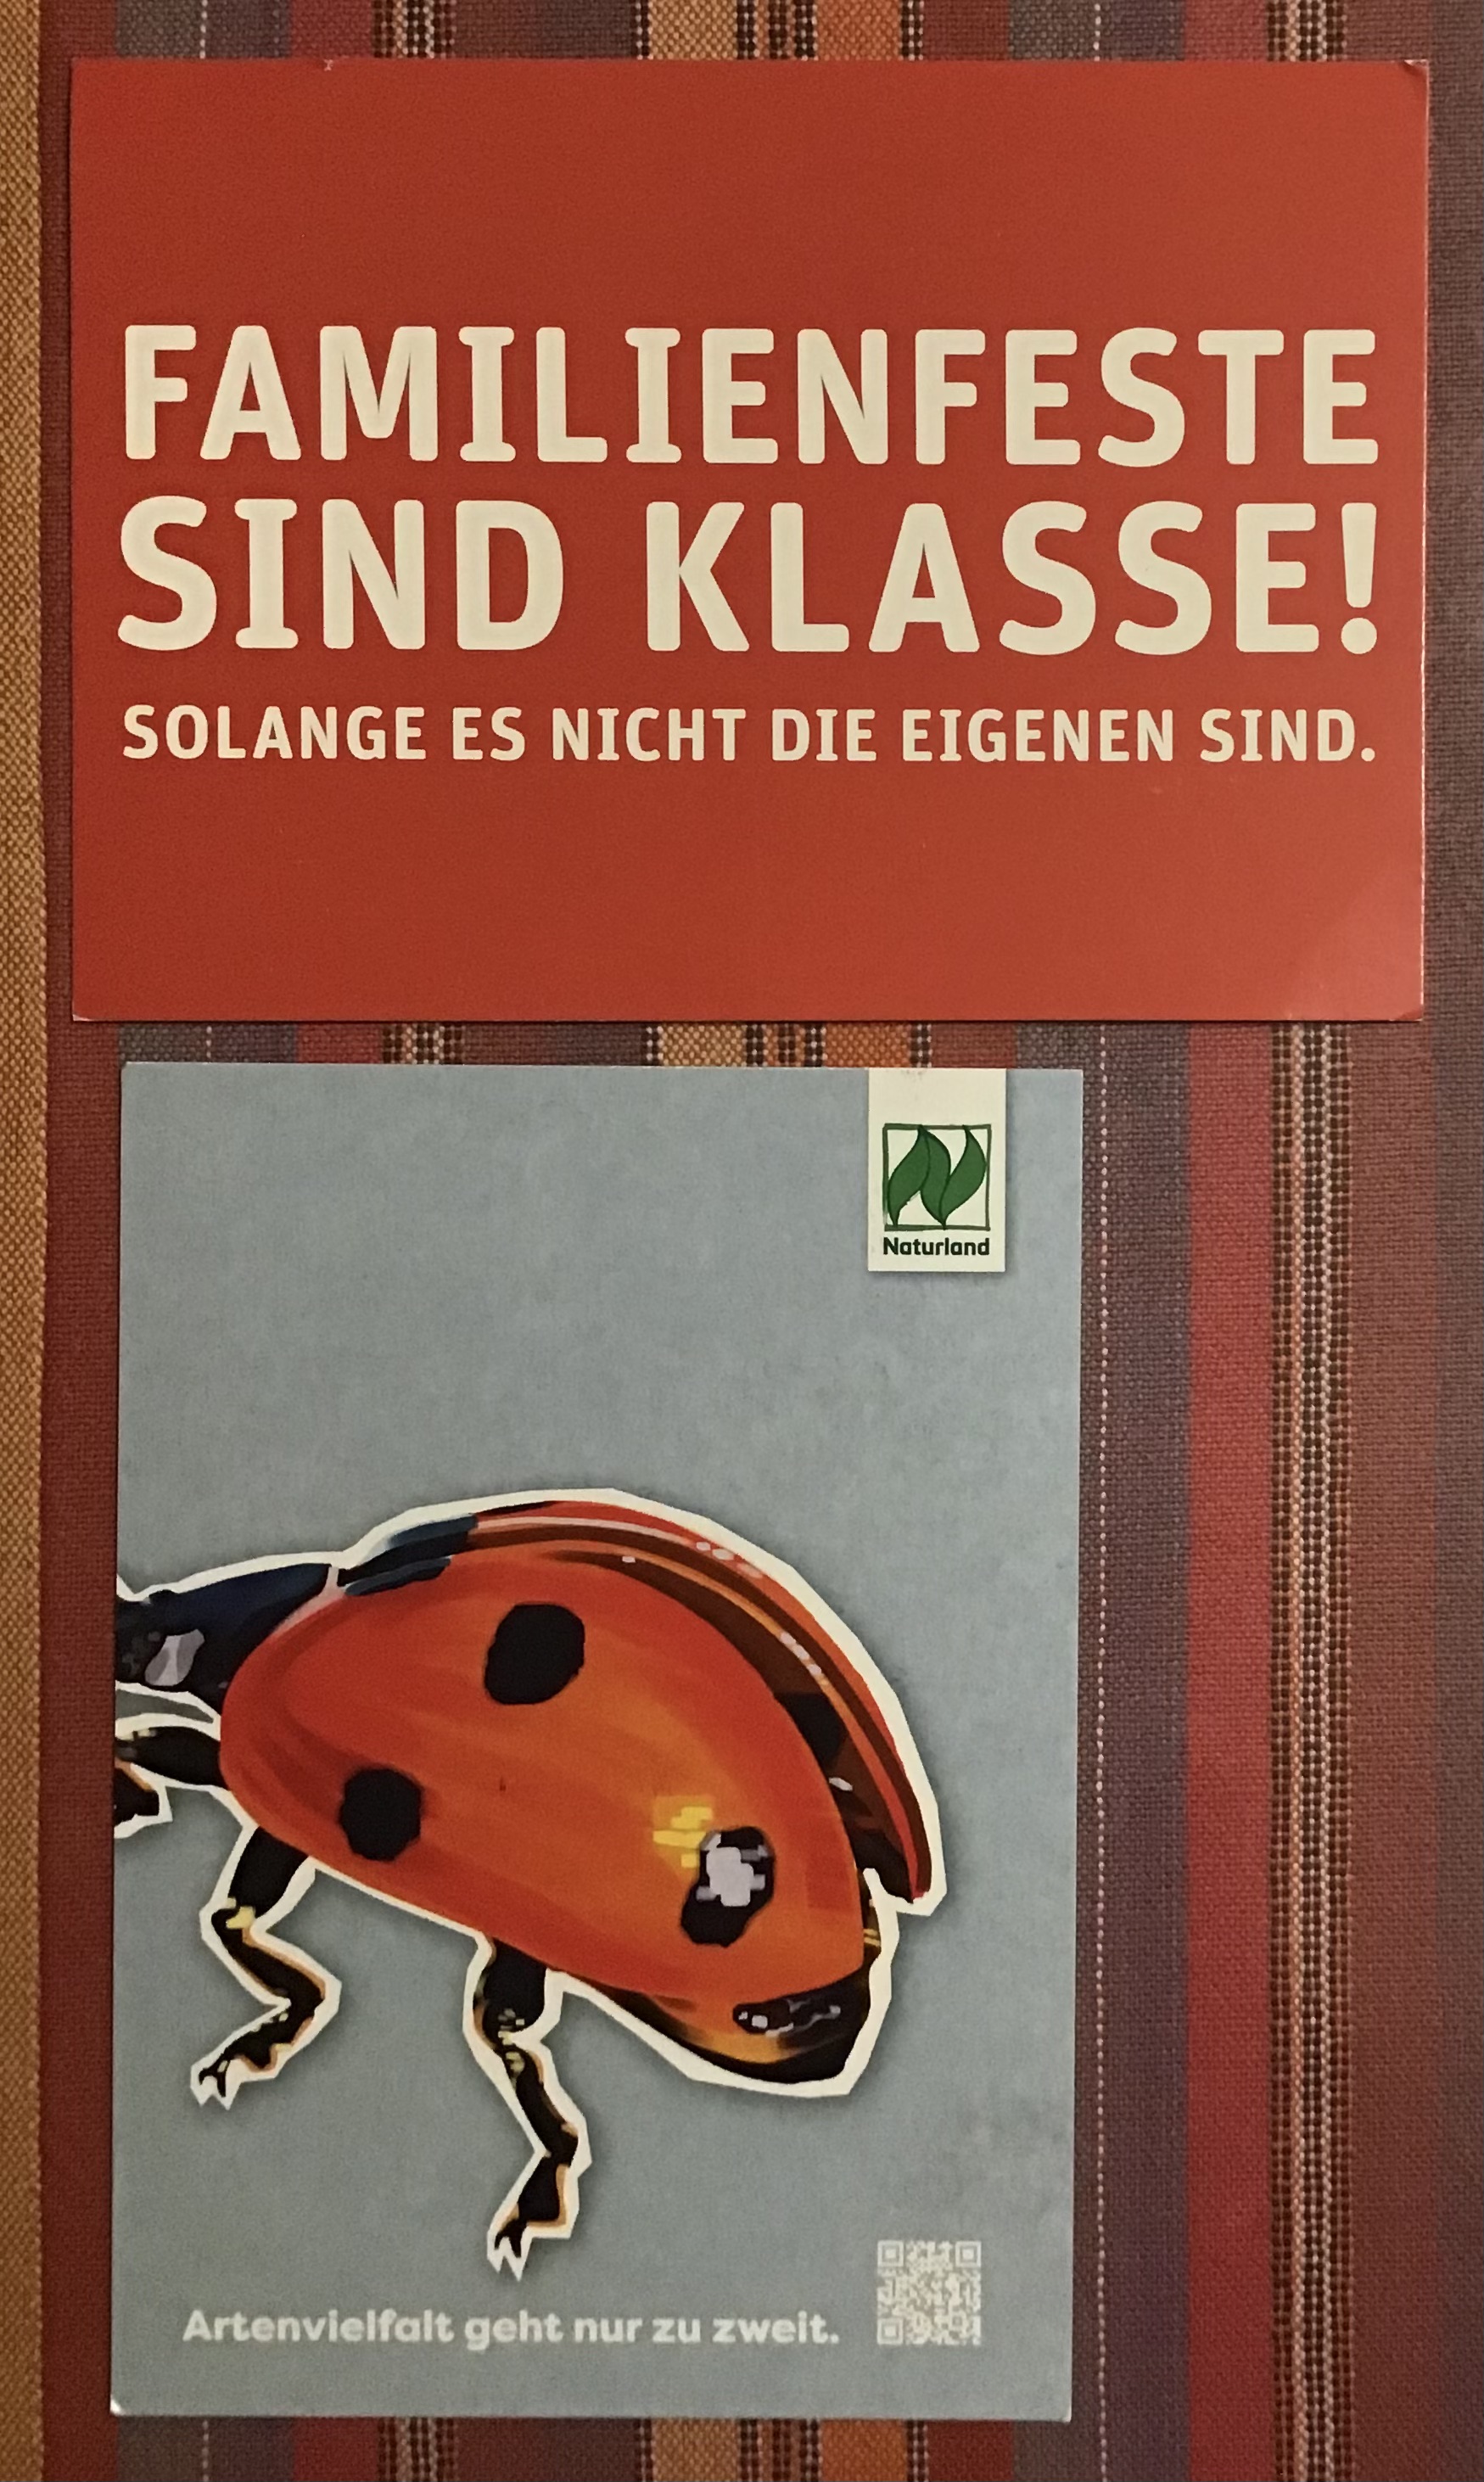 FAMILIENFESTE
SIND KLASSE!
SOLANGE ES NICHT DIE EIGENEN SIND.
Naturland
Artenvielfalt geht nur zu zweit.